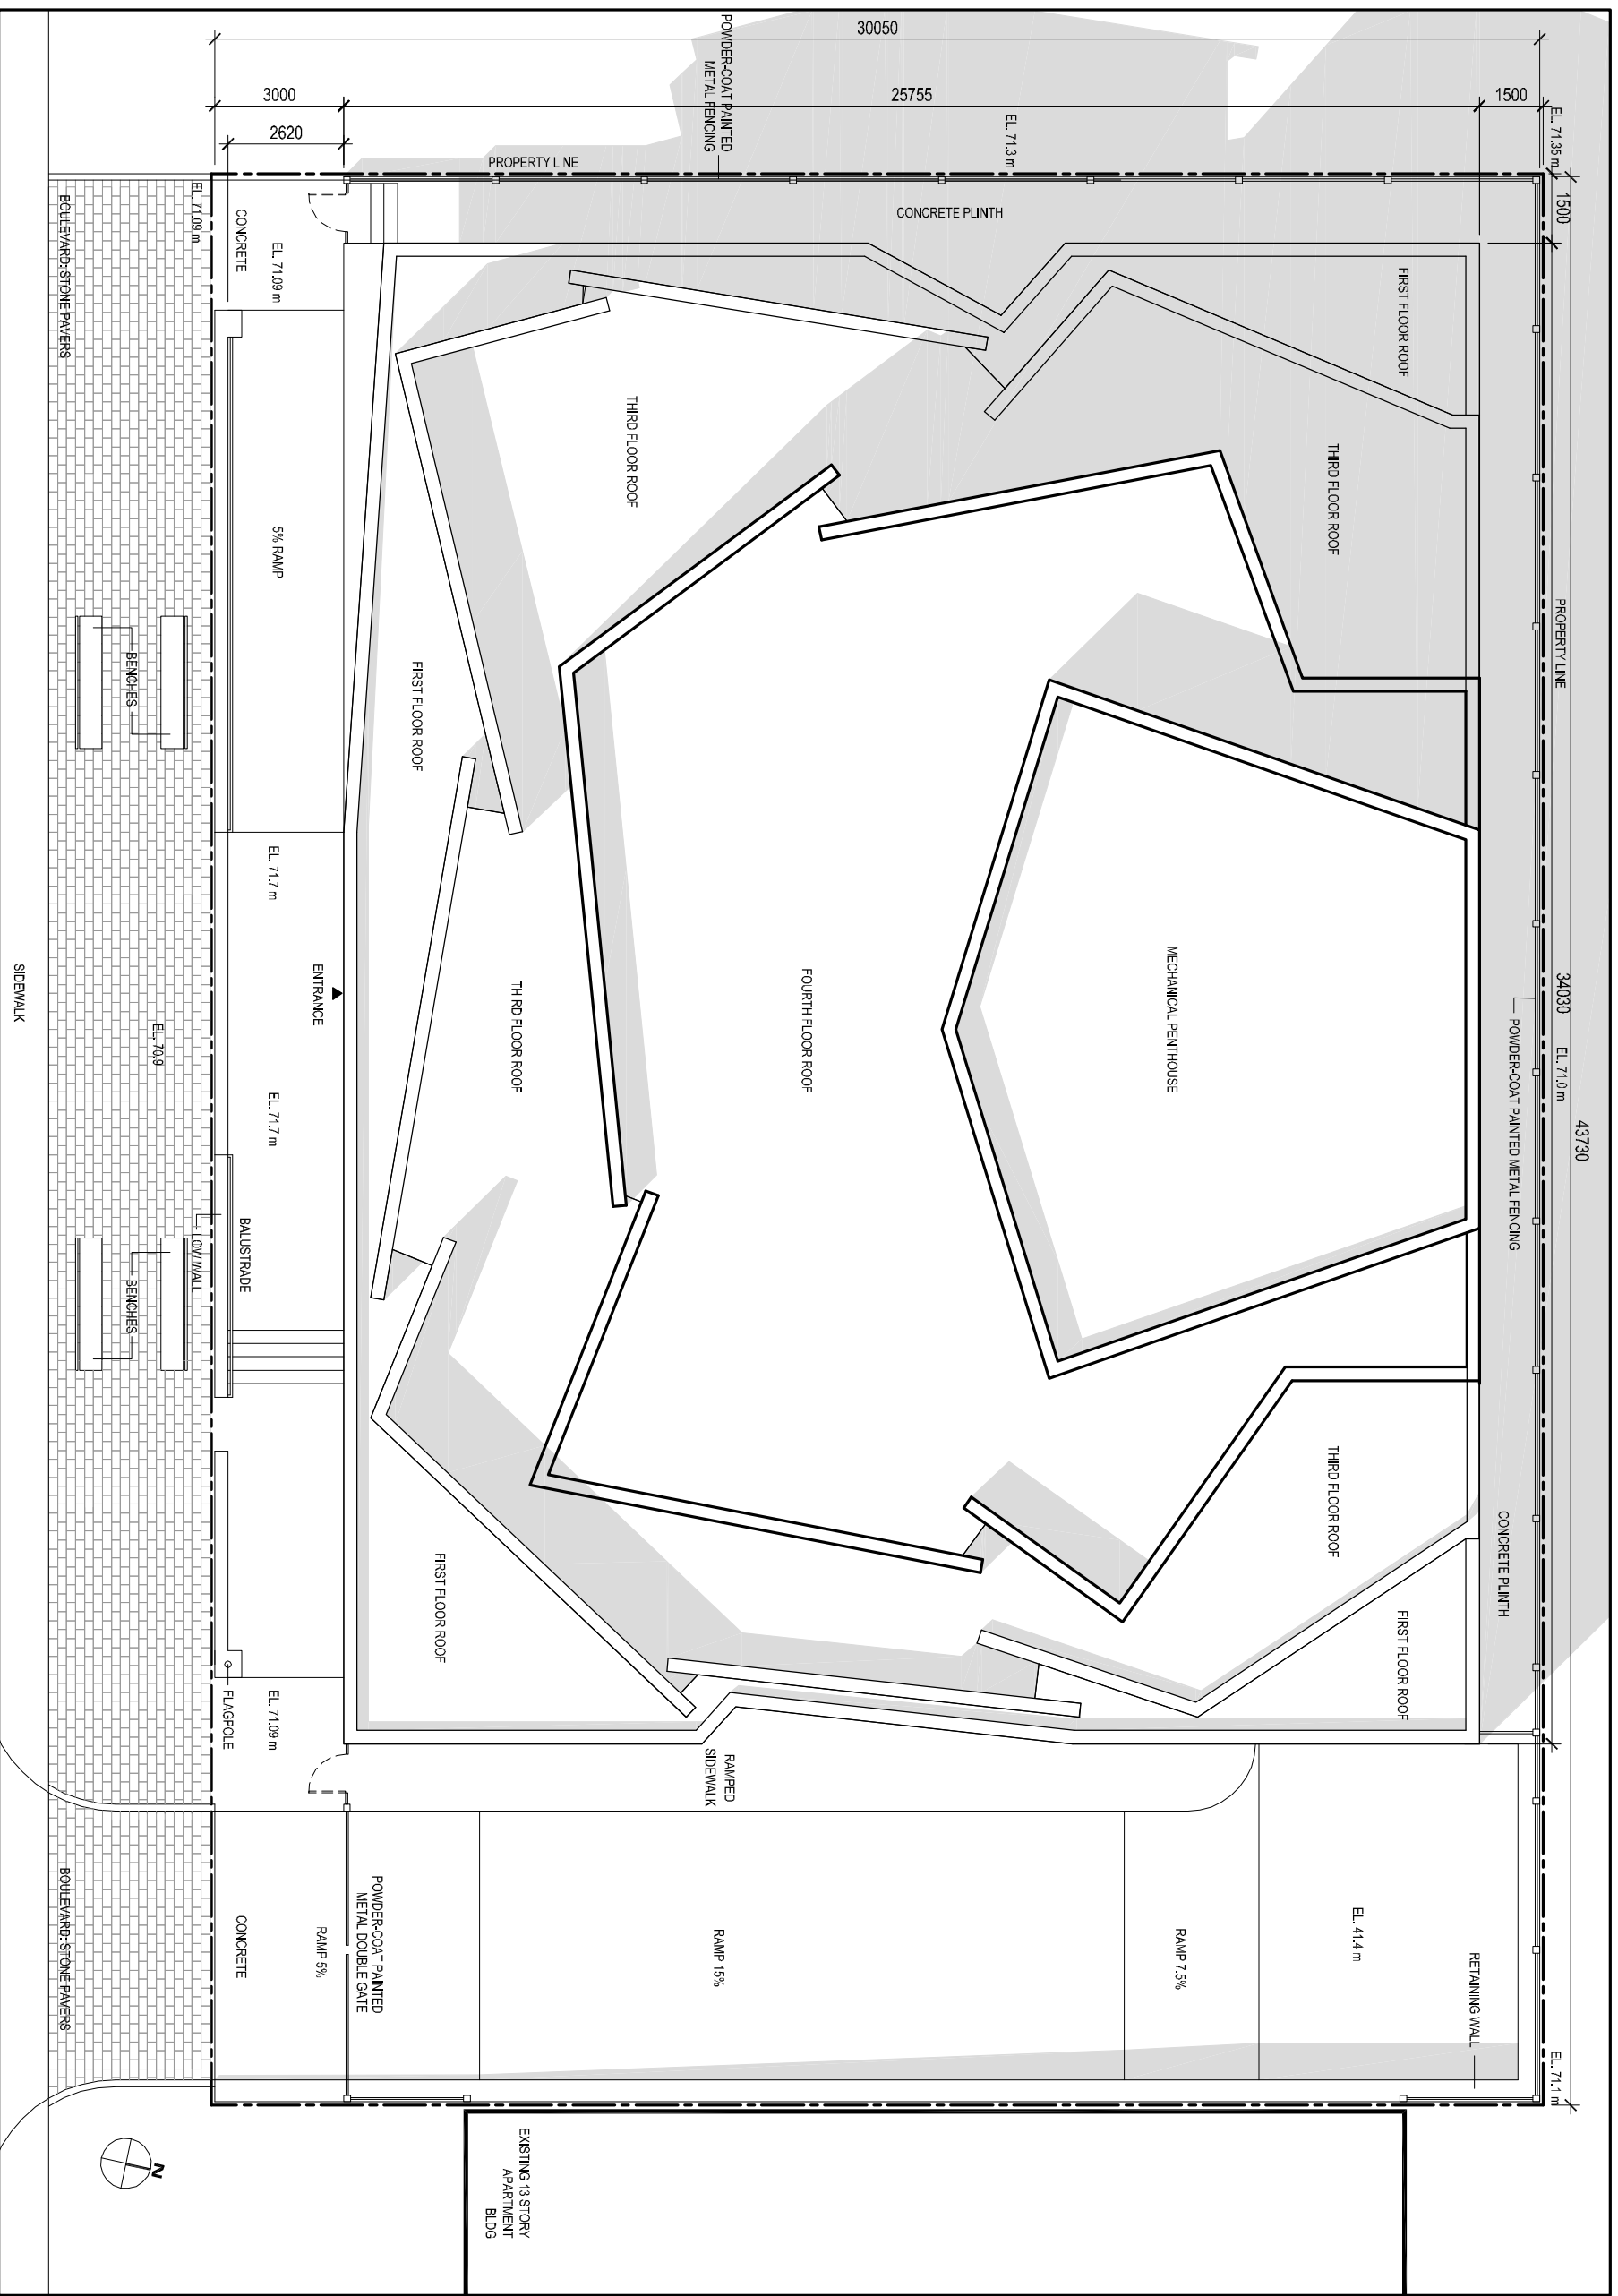 43730
34030
1500
EL. 71.35 m
PROPERTY LINE
EL. 71.0 m
EL. 71.1 m
POWDER-COAT PAINTED METAL FENCING
CONCRETE PLINTH
RETAINING WALL
1500
25755
30050
3000
2620
FIRST FLOOR ROOF
THIRD FLOOR ROOF
THIRD FLOOR ROOF
FIRST FLOOR ROOF
EL. 41.4 m
MECHANICAL PENTHOUSE
RAMP 7.5%
EL. 71.3 m
CONCRETE PLINTH
FOURTH FLOOR ROOF
POWDER-COAT PAINTED
METAL FENCING
RAMPED
SIDEWALK
RAMP 15%
THIRD FLOOR ROOF
PROPERTY LINE
THIRD FLOOR ROOF
EXISTING 13 STORY
APARTMENT
BLDG
FIRST FLOOR ROOF
FIRST FLOOR ROOF
POWDER-COAT PAINTED
METAL DOUBLE GATE
ENTRANCE
RAMP 5%
EL. 71.09 m
5% RAMP
EL. 71.7 m
EL. 71.7 m
EL. 71.09 m
CONCRETE
BALUSTRADE
FLAGPOLE
CONCRETE
EL. 71.09 m
LOW WALL
EL. 70.9
BENCHES
BENCHES
N
BOULEVARD: STONE PAVERS
BOULEVARD: STONE PAVERS
SIDEWALK